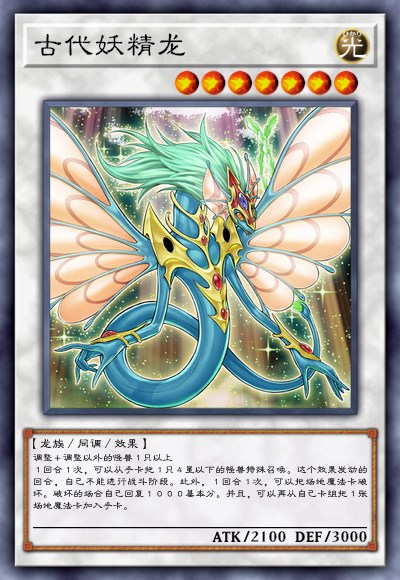 古代妖精龙
光
【龙族／同调／效果】
调整＋调整以外的怪兽1只以上
1回合1次，可以从手卡把1只4星以下的怪兽特殊召唤。这个效果发动的
回合，自己不能进行战斗阶段。此外，1回合1次，可以把场地魔法卡破
坏。破坏的场合自己回复1000基本分。并且，可以再从自己卡组把1张
场地魔法卡加入手卡。
ATK/2100 DEF/3000